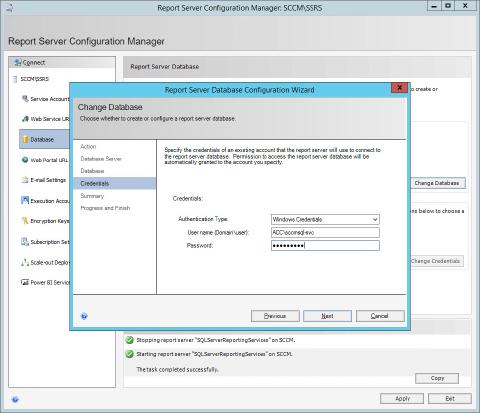 Report Server Configuration Manager: SCCM\SSRS
Report Server Configuration Manager
Connect
SCCM\SSRS
Service Account
Web Service UR
Database
Web Portal URL
E-mail Settings
Execution Accou
Encryption Keys
Subscription Set
Scale-out Deploy
Power BI Service
Report Server Database
o create or
Change Database
ns below to choose a
Change Credentials
Report Server Database Configuration Wizard
Change Database
Choose whether to create or configure a report server database.
Action
Database Server
Database
Credentials
Summary
Progress and Finish
Specify the credentials of an existing account that the report server will use to connect to
the report server database. Permission to access the report server database will be
automatically granted to the account you specify.
Credentials:
Authentication Type:
Windows Credentials
User name (Domain\user):
ACC\sccmsql-svc
Password:
●●●●●●●●●
Previous
Next
Cancel
Stopping report server "SQLServerReportingServices" on SCCM.
Starting report server "SQLServerReportingServices" on SCCM.
The task completed successfully.
Copy
Apply
Exit